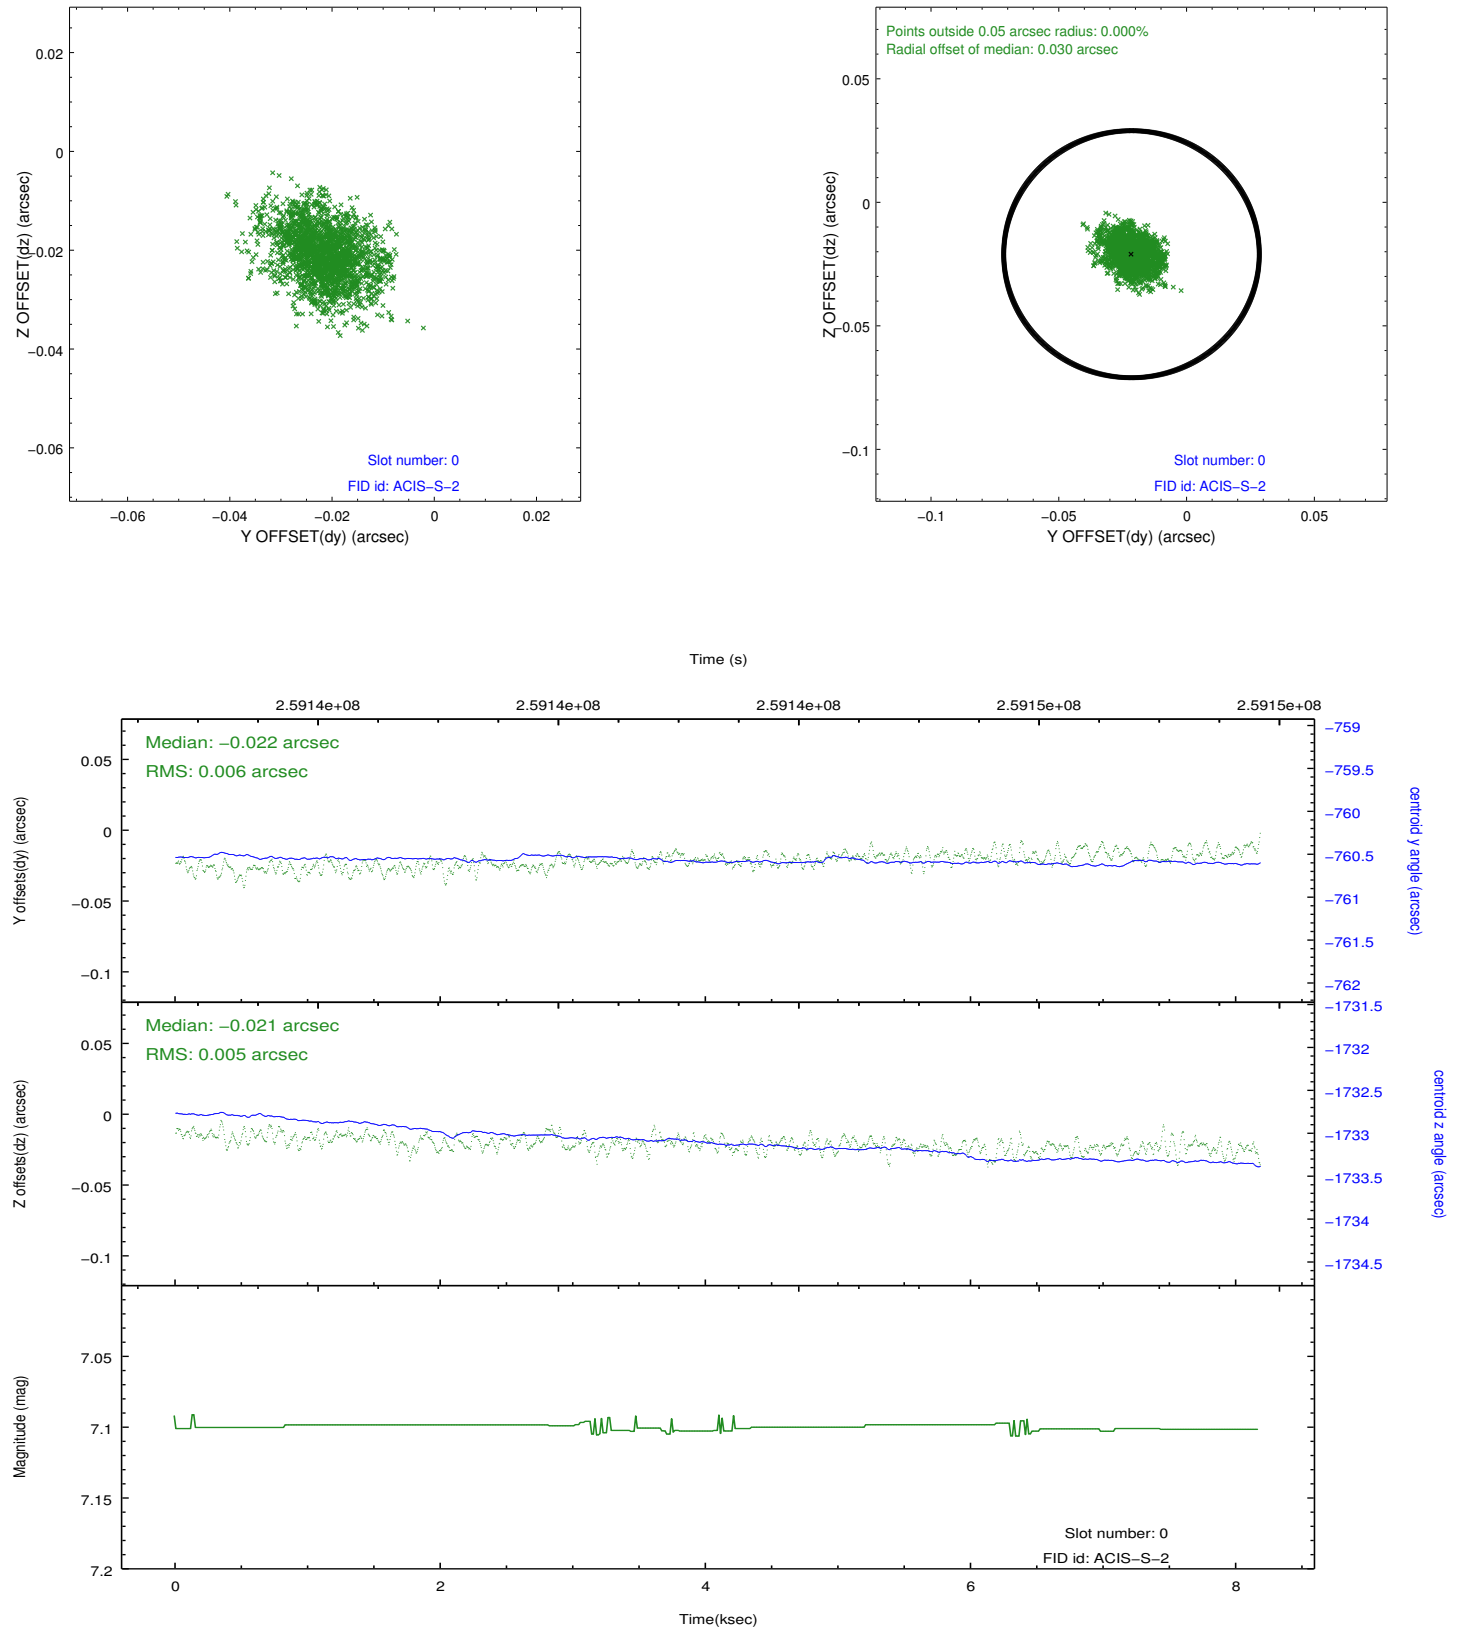 0.02
0
−0.02
−0.04
−0.06
Z OFFSET(dz) (arcsec)
Slot number: 0
FID id: ACIS−S−2
−0.06 −0.04 −0.02 0 0.02
Y OFFSET(dy) (arcsec)
Points outside 0.05 arcsec radius: 0.000%
Radial offset of median: 0.030 arcsec
0.05
0
−0.05
−0.1
Z OFFSET(dz) (arcsec)
Slot number: 0
FID id: ACIS−S−2
−0.1 −0.05 0 0.05
Y OFFSET(dy) (arcsec)
Time (s)
2.5914e+08 2.5914e+08 2.5914e+08 2.5915e+08 2.5915e+08
Median: −0.022 arcsec
RMS: 0.006 arcsec
0.05
0
−0.05
−0.1
Y offsets(dy) (arcsec)
−759
−759.5
−760
−760.5
−761
−761.5
−762
centroid y angle (arcsec)
Median: −0.021 arcsec
RMS: 0.005 arcsec
0.05
0
−0.05
−0.1
Z offsets(dz) (arcsec)
−1731.5
−1732
−1732.5
−1733
−1733.5
−1734
−1734.5
centroid z angle (arcsec)
7.05
7.1
7.15
7.2
Magnitude (mag)
Slot number: 0
FID id: ACIS−S−2
0 2 4 6 8
Time(ksec)